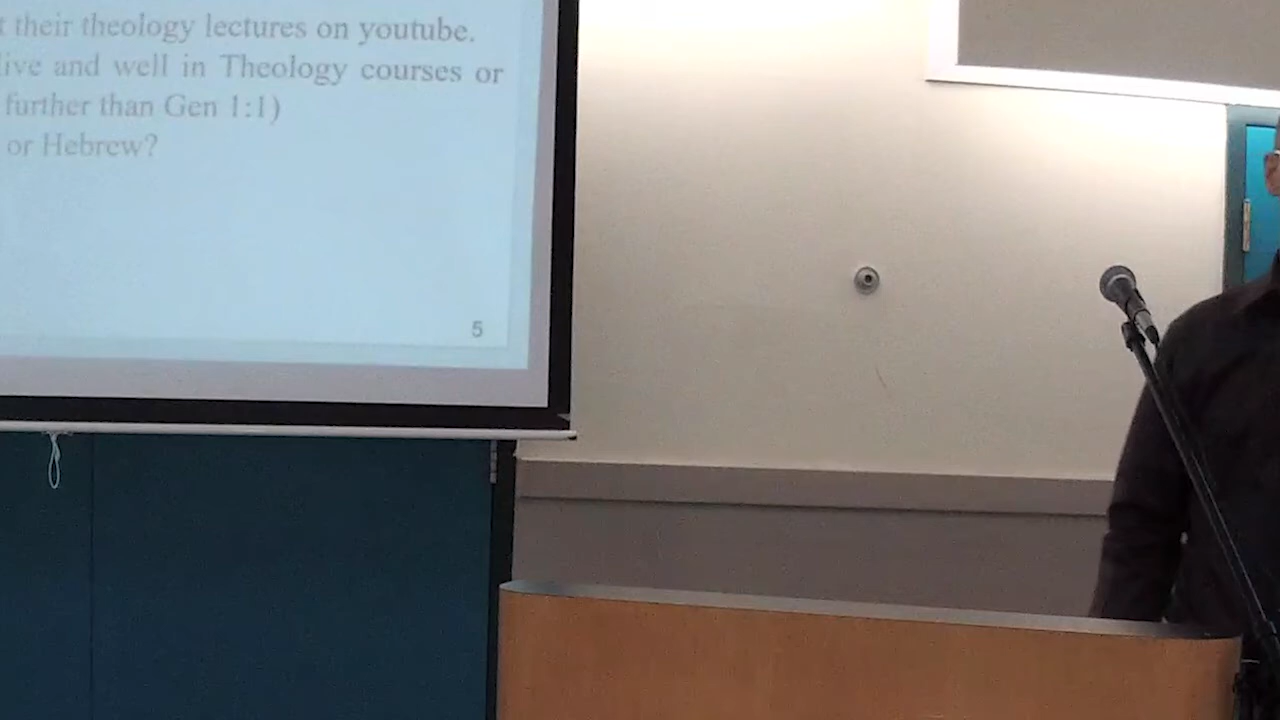 their theology lectures on youtube.
live and well in Theology courses or
further than Gen 1:1)
or Hebrew?
5